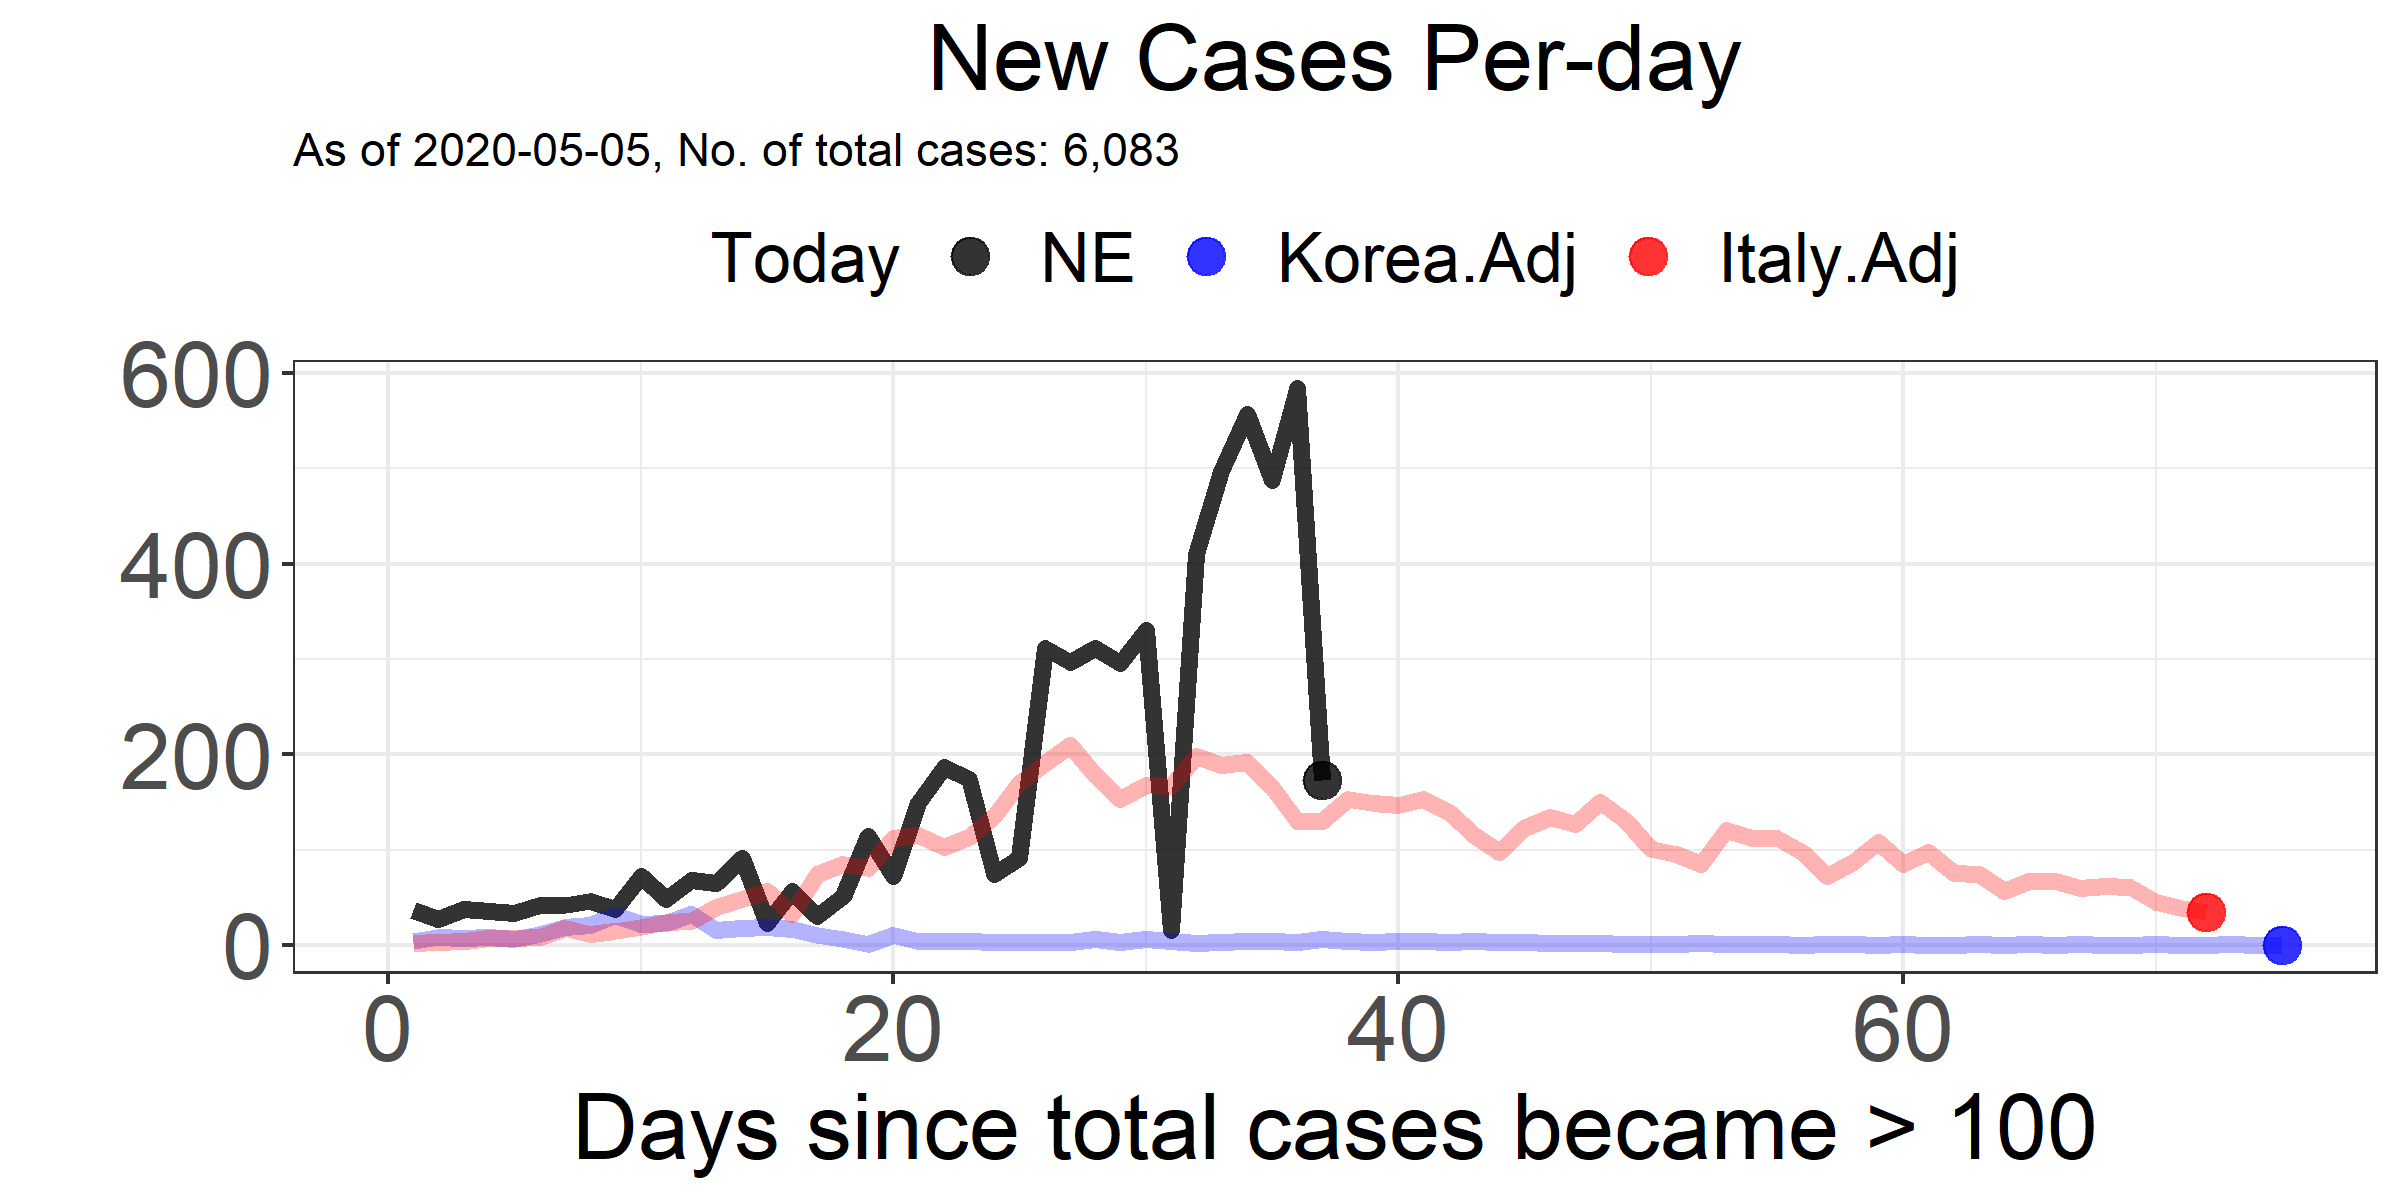 New Cases Per-day
As of 2020-05-05, No. of total cases: 6,083
Today NE Korea.Adj Italy.Adj
600
400
200
0
0 20 40 60
Days since total cases became > 100